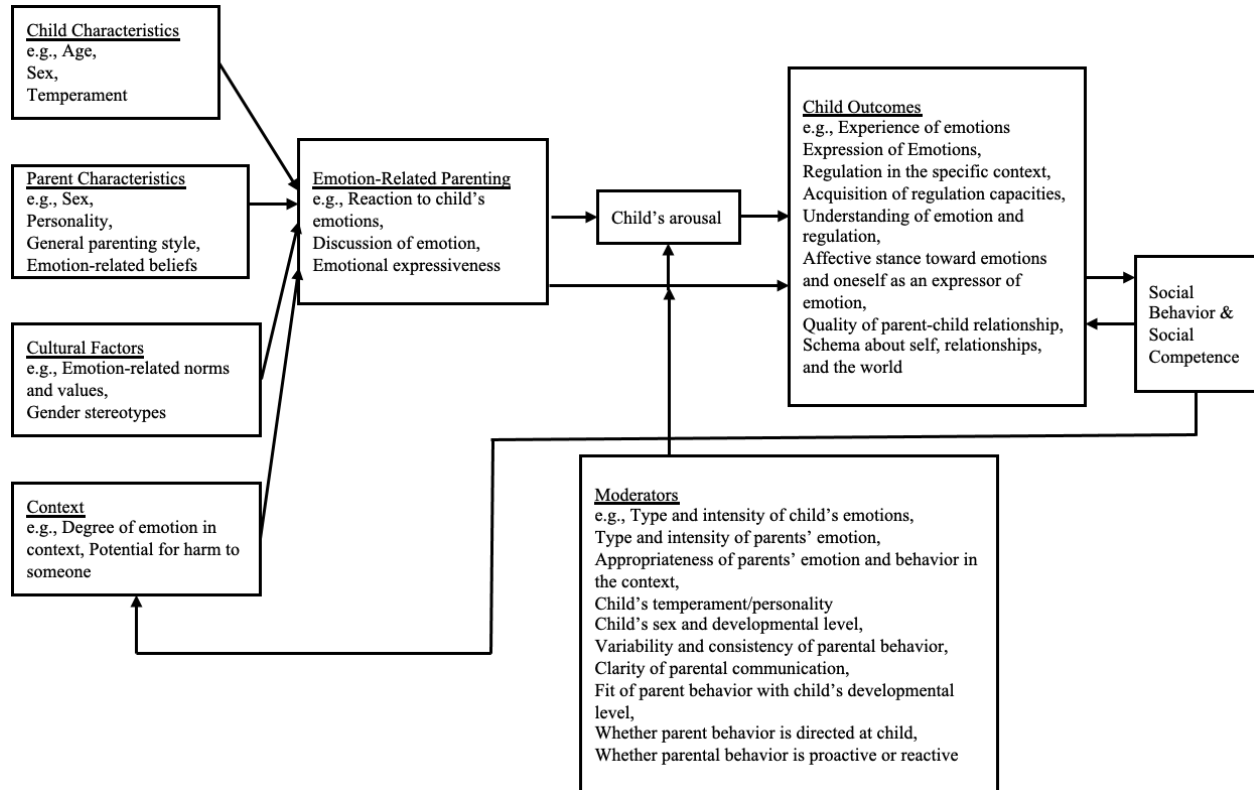 Child Characteristics
e.g., Age,
Sex,
Temperament
Parent Characteristics
e.g., Sex,
Personality,
General parenting style,
Emotion-related beliefs
Cultural Factors
e.g., Emotion-related norms
and values,
Gender stereotypes
Context
e.g., Degree of emotion in
context, Potential for harm to
someone
Emotion-Related Parenting
e.g., Reaction to child’s
emotions,
Discussion of emotion,
Emotional expressiveness
Child’s arousal
Child Outcomes
e.g., Experience of emotions
Expression of Emotions,
Regulation in the specific context,
Acquisition of regulation capacities,
Understanding of emotion and
regulation,
Affective stance toward emotions
and oneself as an expressor of
emotion,
Quality of parent-child relationship,
Schema about self, relationships,
and the world
Social
Behavior &
Social
Competence
Moderators
e.g., Type and intensity of child’s emotions,
Type and intensity of parents’ emotion,
Appropriateness of parents’ emotion and behavior in
the context,
Child’s temperament/personality
Child’s sex and developmental level,
Variability and consistency of parental behavior,
Clarity of parental communication,
Fit of parent behavior with child’s developmental
level,
Whether parent behavior is directed at child,
Whether parental behavior is proactive or reactive